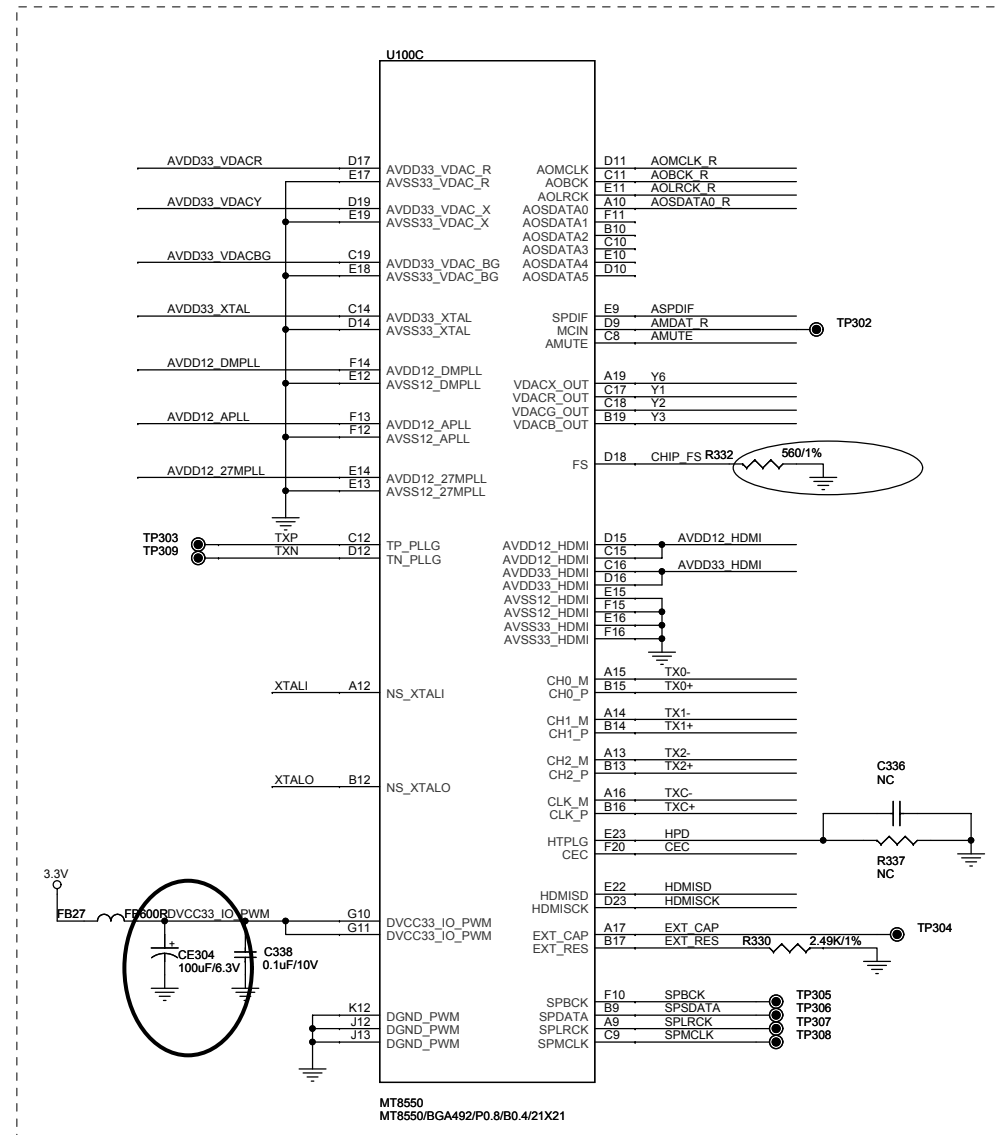 U100C
AVDD33_VDACR D17 AVDD33_VDAC_R
E17 AVSS33_VDAC_R
AVDD33_VDACY D19 AVDD33_VDAC_X
E19 AVSS33_VDAC_X
AVDD33_VDACBG C19 AVDD33_VDAC_BG
E18 AVSS33_VDAC_BG
AVDD33_XTAL C14 AVDD33_XTAL
D14 AVSS33_XTAL
AVDD12_DMPLL F14 AVDD12_DMPLL
E12 AVSS12_DMPLL
AVDD12_APLL F13 AVDD12_APLL
F12 AVSS12_APLL
AVDD12_27MPLL E14 AVDD12_27MPLL
E13 AVSS12_27MPLL
TP303 TXP C12 TP_PLLG
TP309 TXN D12 TN_PLLG
XTALI A12 NS_XTALI
XTALO B12 NS_XTALO
3.3V
FB27 FB600R DVCC33_IO_PWM G10 DVCC33_IO_PWM
G11 DVCC33_IO_PWM
+
CE304
100uF/6.3V
C338
0.1uF/10V
K12 DGND_PWM
J12 DGND_PWM
J13 DGND_PWM
AOMCLK D11 AOMCLK_R
AOBCK C11 AOBCK_R
AOLRCK E11 AOLRCK_R
AOSDATA0 A10 AOSDATA0_R
AOSDATA1 F11
AOSDATA2 B10
AOSDATA3 C10
AOSDATA4 E10
AOSDATA5 D10
SPDIF E9 ASPDIF
MCIN D9 AMDAT_R TP302
AMUTE C8 AMUTE
VDACX_OUT A19 Y6
VDACR_OUT C17 Y1
VDACG_OUT C18 Y2
VDACB_OUT B19 Y3
FS D18 CHIP_FS R332 560/1%
AVDD12_HDMI D15 AVDD12_HDMI
AVDD12_HDMI C15
AVDD33_HDMI C16 AVDD33_HDMI
AVDD33_HDMI D16
AVSS12_HDMI E15
AVSS12_HDMI F15
AVSS33_HDMI E16
AVSS33_HDMI F16
CH0_M A15 TX0-
CH0_P B15 TX0+
CH1_M A14 TX1-
CH1_P B14 TX1+
CH2_M A13 TX2-
CH2_P B13 TX2+
CLK_M A16 TXC-
CLK_P B16 TXC+
C336
NC
HTPLG E23 HPD
CEC F20 CEC
R337
NC
HDMISD E22 HDMISD
HDMISCK D23 HDMISCK
EXT_CAP A17 EXT_CAP TP304
EXT_RES B17 EXT_RES R330 2.49K/1%
SPBCK F10 SPBCK TP305
SPDATA B9 SPSDATA TP306
SPLRCK A9 SPLRCK TP307
SPMCLK C9 SPMCLK TP308
MT8550
MT8550/BGA492/P0.8/B0.4/21X21